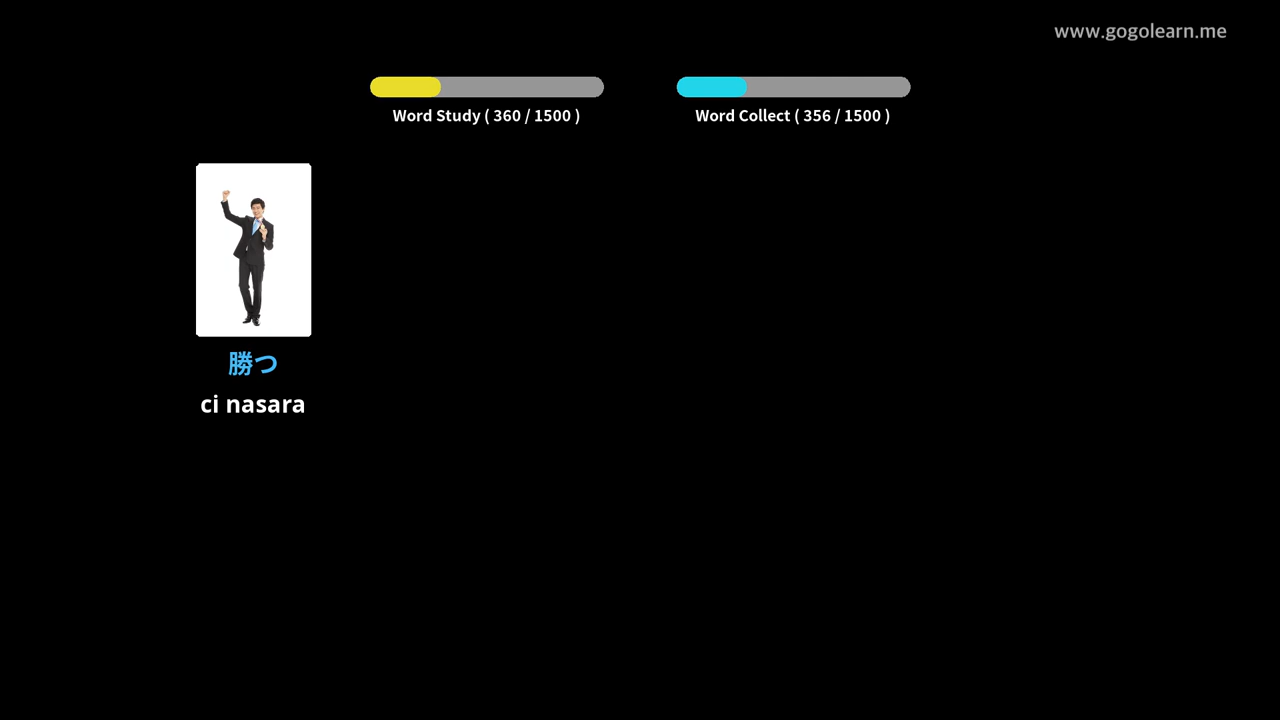 www.gogolearn.me
Word Study ( 360 / 1500 )
Word Collect ( 356 / 1500 )
勝つ
ci nasara